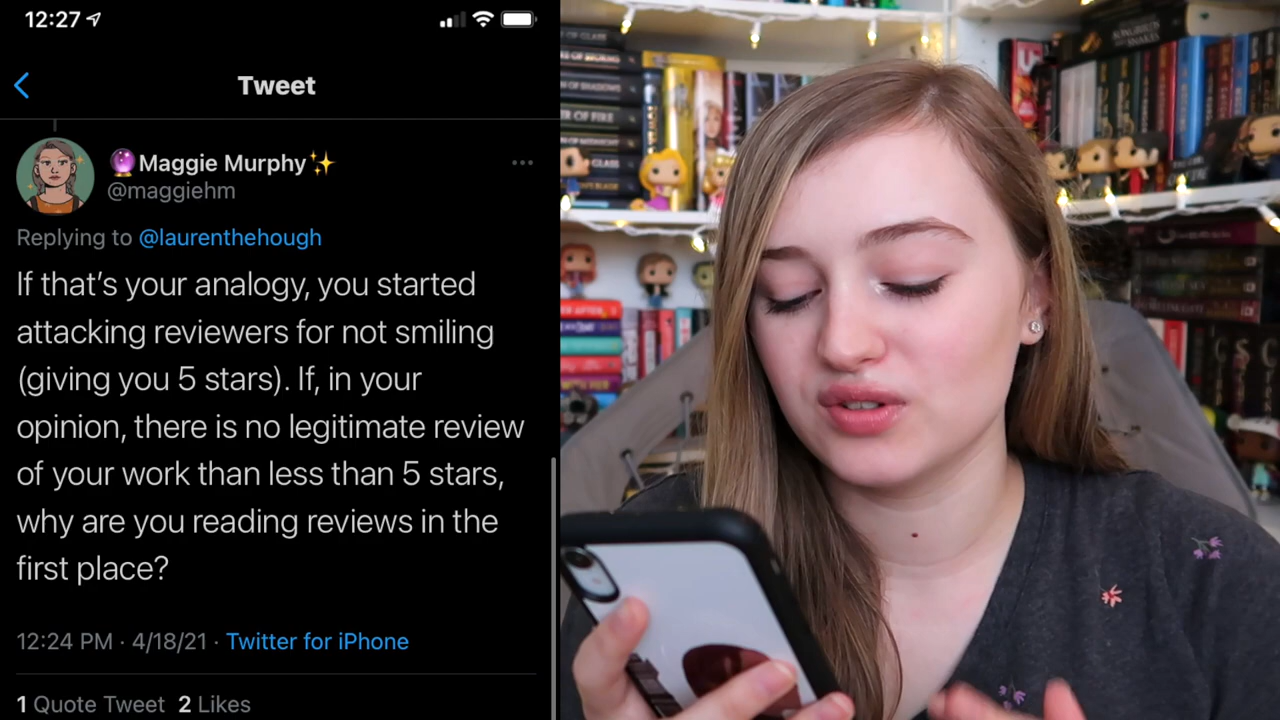 12:27
Tweet
🔮Maggie Murphy✨
@maggiehm
Replying to @laurenthehough
If that's your analogy, you started
attacking reviewers for not smiling
(giving you 5 stars). If, in your
opinion, there is no legitimate review
of your work than less than 5 stars,
why are you reading reviews in the
first place?
12:24 PM · 4/18/21 · Twitter for iPhone
1 Quote Tweet 2 Likes